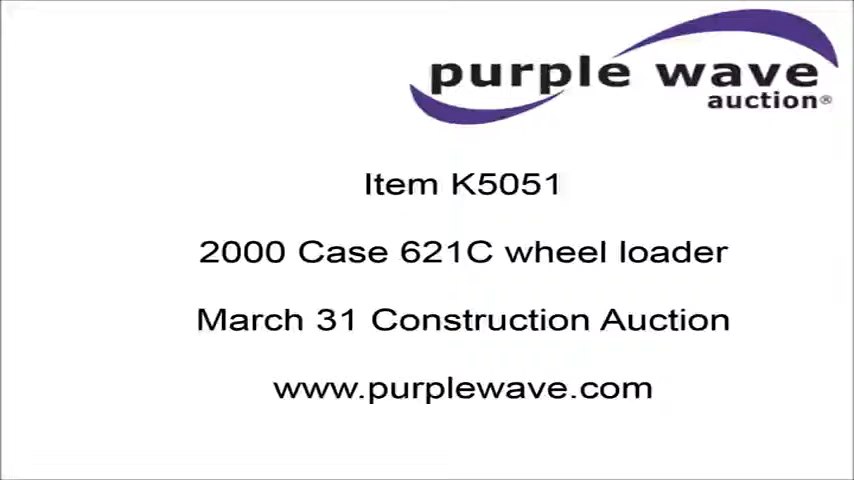 purple wave
auction®
Item K5051
2000 Case 621C wheel loader
March 31 Construction Auction
www.purplewave.com